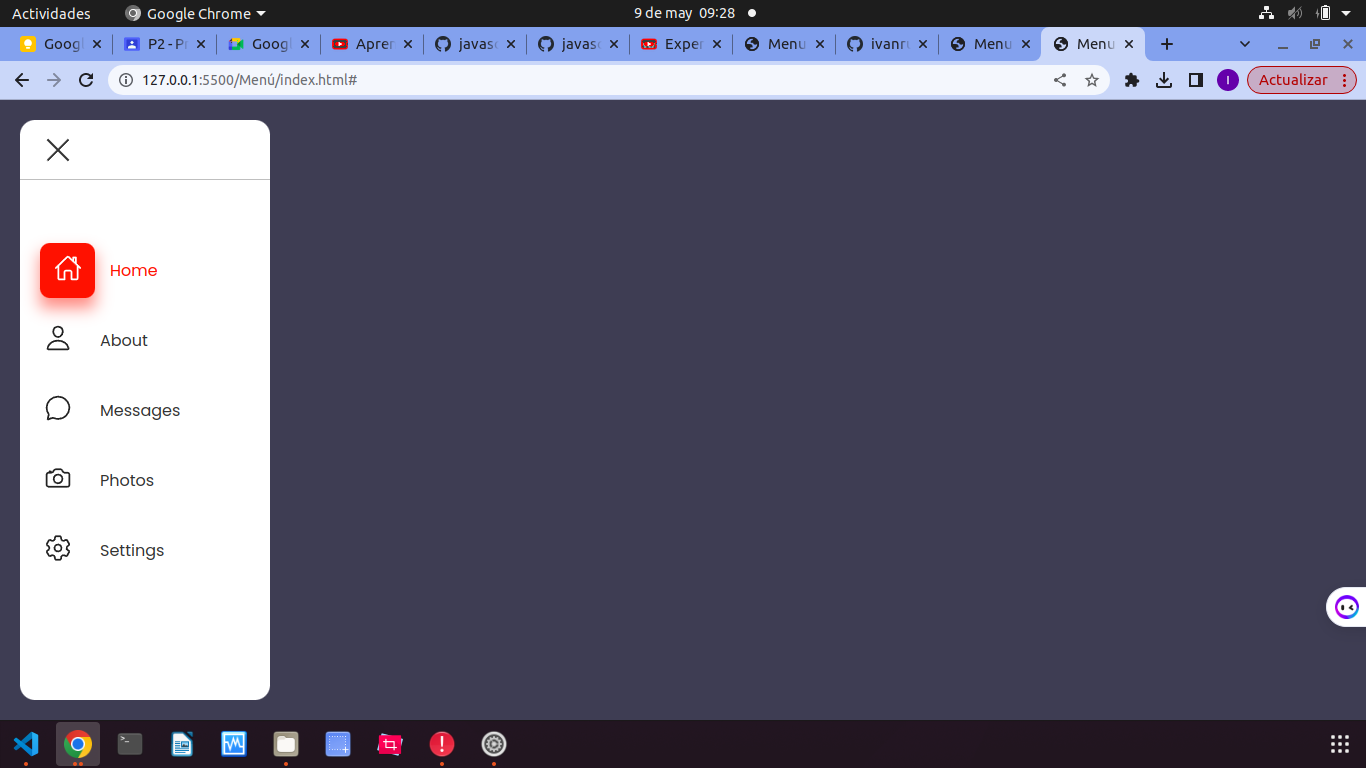 Actividades Google Chrome 9 de may 09:28
Googl P2 - Pr Googl Apren javasc javasc Exper Menu ivanru Menu Menu
127.0.0.1:5500/Menú/index.html# I Actualizar
Home
About
Messages
Photos
Settings